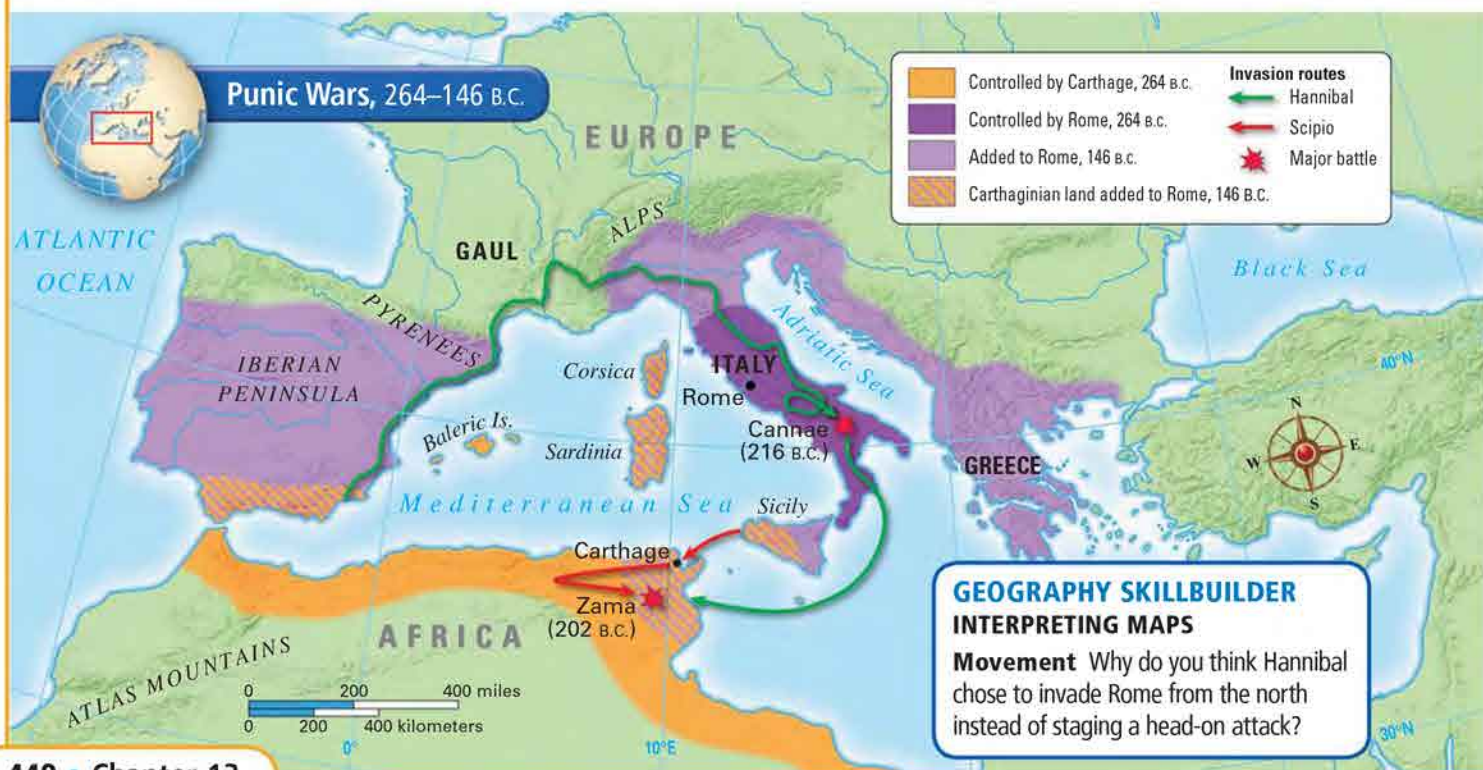 Punic Wars, 264–146 B.C.
Controlled by Carthage, 264 B.C.
Controlled by Rome, 264 B.C.
Added to Rome, 146 B.C.
Carthaginian land added to Rome, 146 B.C.
Invasion routes
Hannibal
Scipio
Major battle
EUROPE
ATLANTIC
OCEAN
GAUL
ALPS
Black Sea
PYRENEES
Adriatic Sea
IBERIAN
PENINSULA
Corsica
ITALY
Rome
40°N
Baleric Is.
Sardinia
Cannae
(216 B.C.)
GREECE
N
W
E
S
Mediterranean Sea
Sicily
Carthage
Zama
(202 B.C.)
AFRICA
ATLAS MOUNTAINS
0 200 400 miles
0 200 400 kilometers
0°
10°E
30°N
GEOGRAPHY SKILLBUILDER
INTERPRETING MAPS
Movement Why do you think Hannibal
chose to invade Rome from the north
instead of staging a head-on attack?
440 • Chapter 13